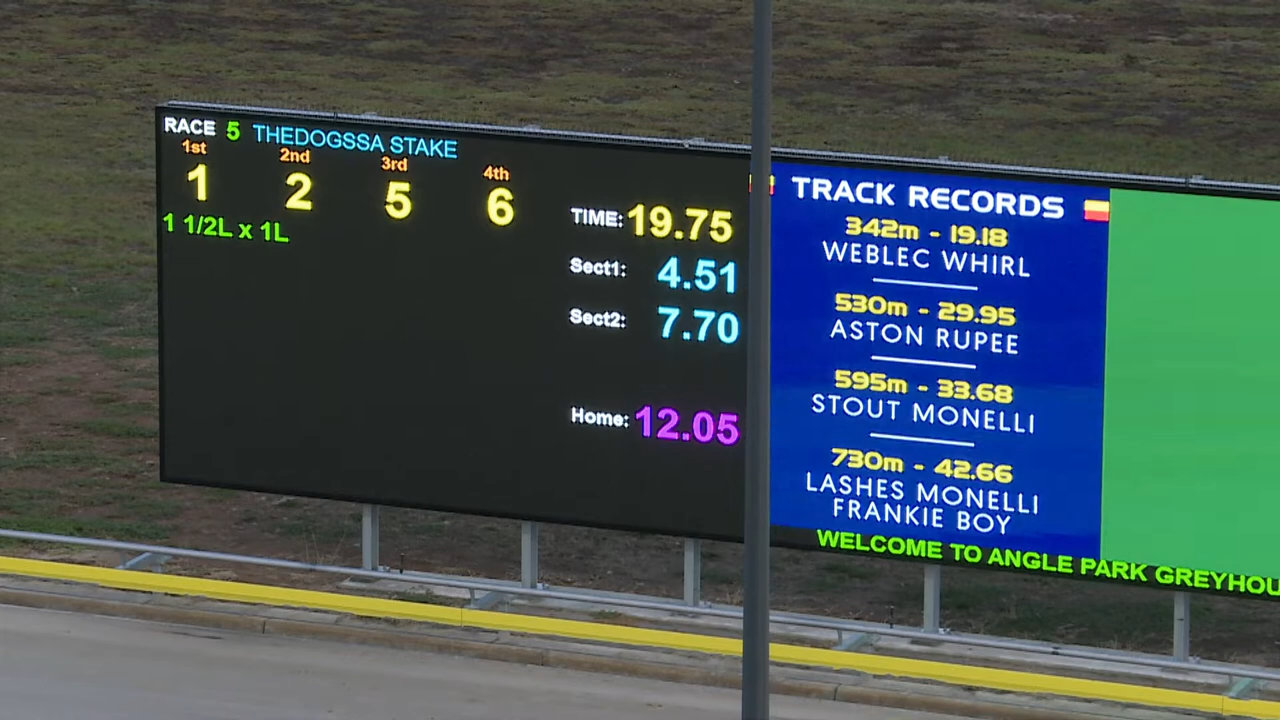 RACE 5 THEDOGSSA STAKE
1st 2nd 3rd 4th
1 2 5 6
1 1/2L x 1L
TIME: 19.75
Sect1: 4.51
Sect2: 7.70
Home: 12.05
TRACK RECORDS
342m - 19.18
WEBLEC WHIRL
530m - 29.95
ASTON RUPEE
595m - 33.68
STOUT MONELLI
730m - 42.66
LASHES MONELLI
FRANKIE BOY
WELCOME TO ANGLE PARK GREYHOU